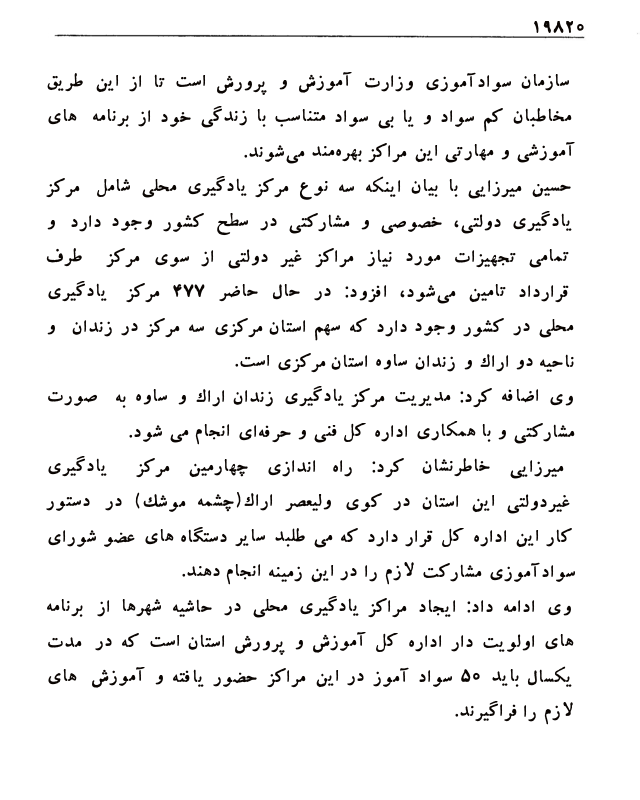 ۱۹۸۲۰
سازمان سوادآموزی وزارت آموزش و پرورش است تا از این طریق
مخاطبان کم سواد و یا بی سواد متناسب با زندگی خود از برنامه های
آموزشی و مهارتی این مراکز بهره‌مند می‌شوند.
حسین میرزایی با بیان اینکه سه نوع مرکز یادگیری محلی شامل مرکز
یادگیری دولتی، خصوصی و مشارکتی در سطح کشور وجود دارد و
تمامی تجهیزات مورد نیاز مراکز غیر دولتی از سوی مرکز طرف
قرارداد تامین می‌شود، افزود: در حال حاضر ۴۷۷ مرکز یادگیری
محلی در کشور وجود دارد که سهم استان مرکزی سه مرکز در زندان و
ناحیه دو اراک و زندان ساوه استان مرکزی است.
وی اضافه کرد: مدیریت مرکز یادگیری زندان اراک و ساوه به صورت
مشارکتی و با همکاری اداره کل فنی و حرفه‌ای انجام می شود.
میرزایی خاطرنشان کرد: راه اندازی چهارمین مرکز یادگیری
غیردولتی این استان در کوی ولیعصر اراک(چشمه موشک) در دستور
کار این اداره کل قرار دارد که می طلبد سایر دستگاه های عضو شورای
سوادآموزی مشارکت لازم را در این زمینه انجام دهند.
وی ادامه داد: ایجاد مراکز یادگیری محلی در حاشیه شهرها از برنامه
های اولویت دار اداره کل آموزش و پرورش استان است که در مدت
یکسال باید ۵۰ سواد آموز در این مراکز حضور یافته و آموزش های
لازم را فراگیرند.